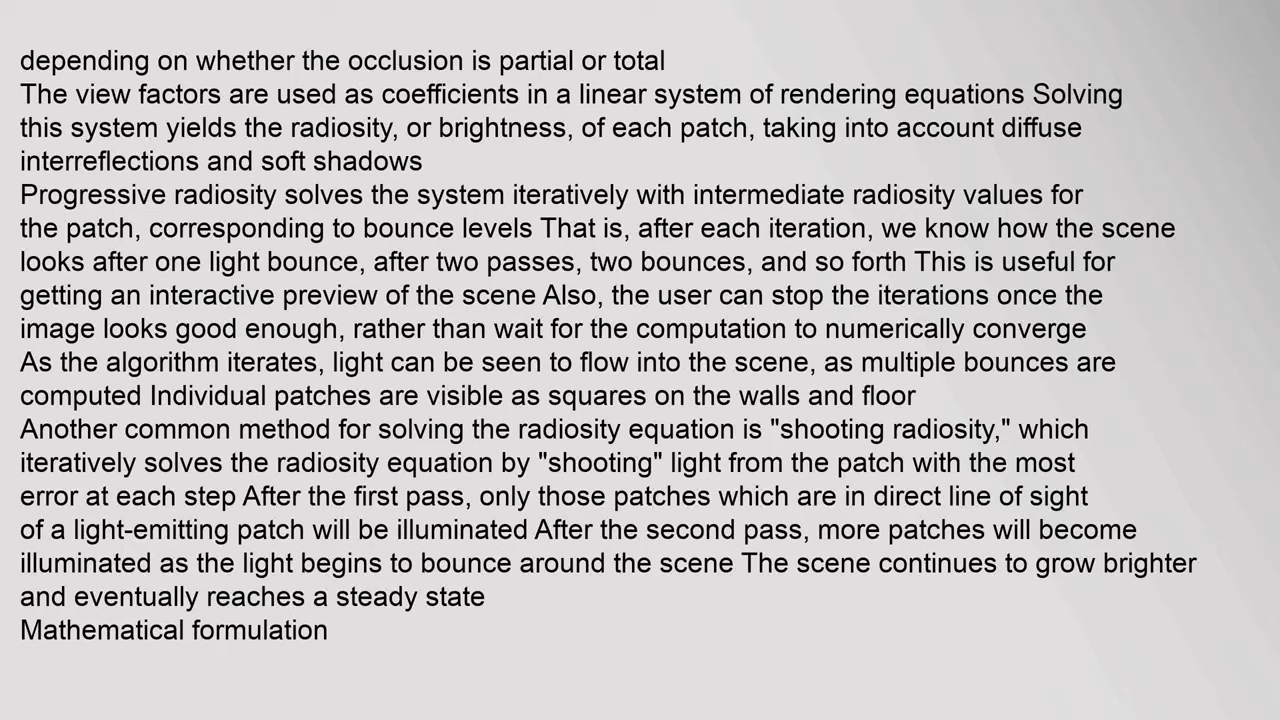 depending on whether the occlusion is partial or total
The view factors are used as coefficients in a linear system of rendering equations Solving
this system yields the radiosity, or brightness, of each patch, taking into account diffuse
interreflections and soft shadows
Progressive radiosity solves the system iteratively with intermediate radiosity values for
the patch, corresponding to bounce levels That is, after each iteration, we know how the scene
looks after one light bounce, after two passes, two bounces, and so forth This is useful for
getting an interactive preview of the scene Also, the user can stop the iterations once the
image looks good enough, rather than wait for the computation to numerically converge
As the algorithm iterates, light can be seen to flow into the scene, as multiple bounces are
computed Individual patches are visible as squares on the walls and floor
Another common method for solving the radiosity equation is "shooting radiosity," which
iteratively solves the radiosity equation by "shooting" light from the patch with the most
error at each step After the first pass, only those patches which are in direct line of sight
of a light-emitting patch will be illuminated After the second pass, more patches will become
illuminated as the light begins to bounce around the scene The scene continues to grow brighter
and eventually reaches a steady state
Mathematical formulation